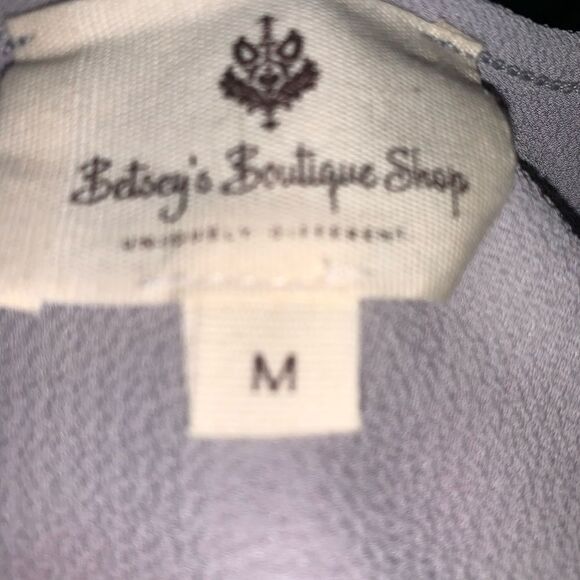 Betsey's Boutique Shop
UNIQUELY DIFFERENT
M